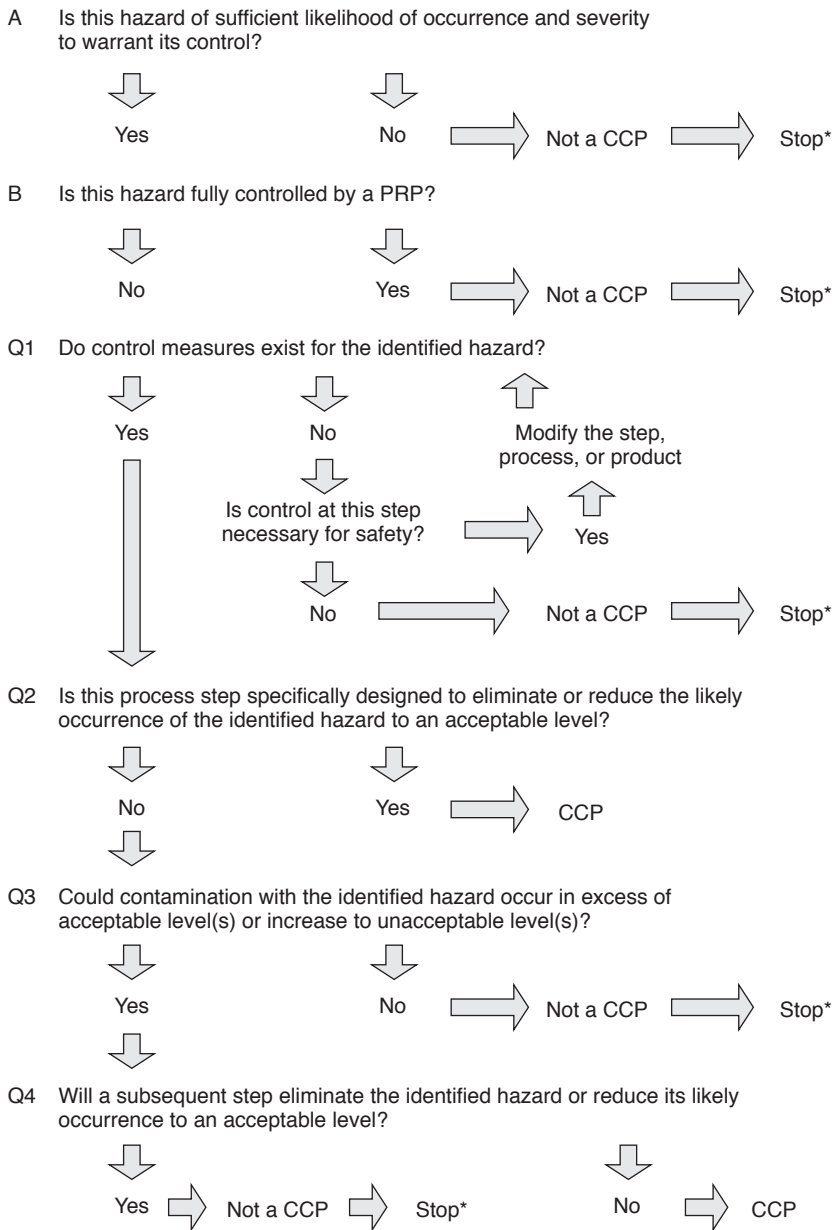 A Is this hazard of sufficient likelihood of occurrence and severity
to warrant its control?
Yes No Not a CCP Stop*
B Is this hazard fully controlled by a PRP?
No Yes Not a CCP Stop*
Q1 Do control measures exist for the identified hazard?
Yes No Modify the step,
process, or product
Is control at this step
necessary for safety? Yes
No Not a CCP Stop*
Q2 Is this process step specifically designed to eliminate or reduce the likely
occurrence of the identified hazard to an acceptable level?
No Yes CCP
Q3 Could contamination with the identified hazard occur in excess of
acceptable level(s) or increase to unacceptable level(s)?
Yes No Not a CCP Stop*
Q4 Will a subsequent step eliminate the identified hazard or reduce its likely
occurrence to an acceptable level?
Yes Not a CCP Stop* No CCP